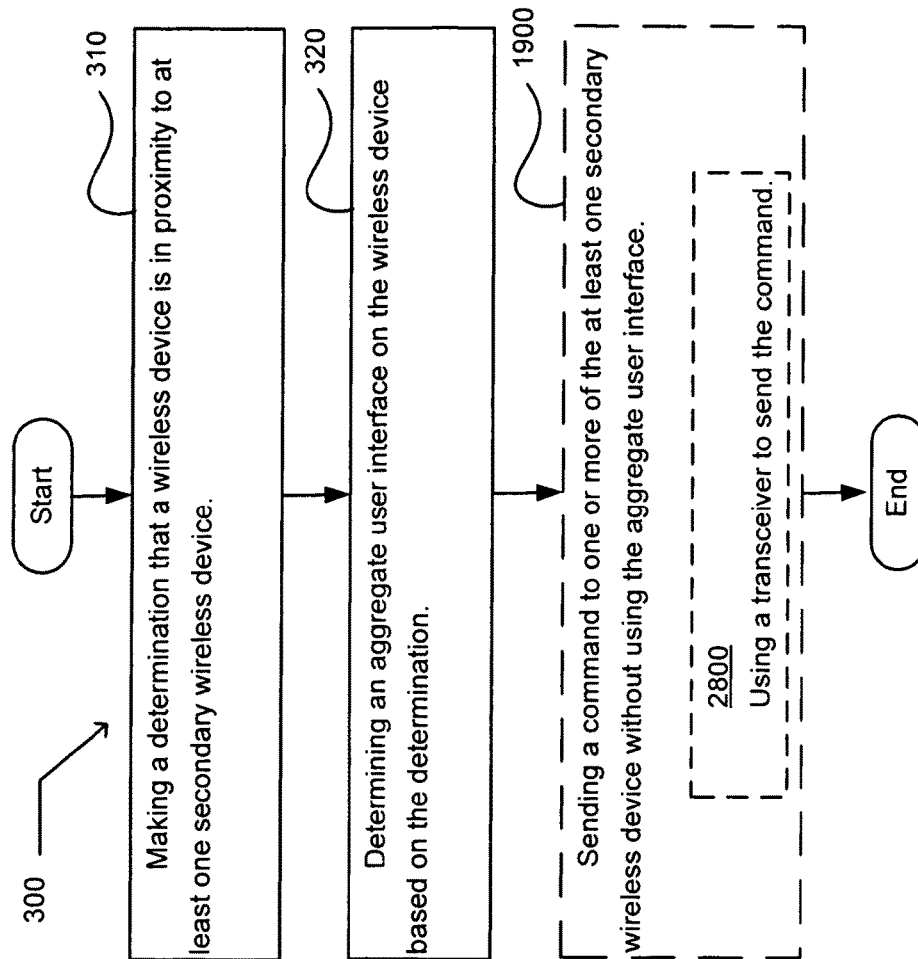 300
Start
310
Making a determination that a wireless device is in proximity to at
least one secondary wireless device.
320
Determining an aggregate user interface on the wireless device
based on the determination.
1900
Sending a command to one or more of the at least one secondary
wireless device without using the aggregate user interface.
2800
Using a transceiver to send the command.
End